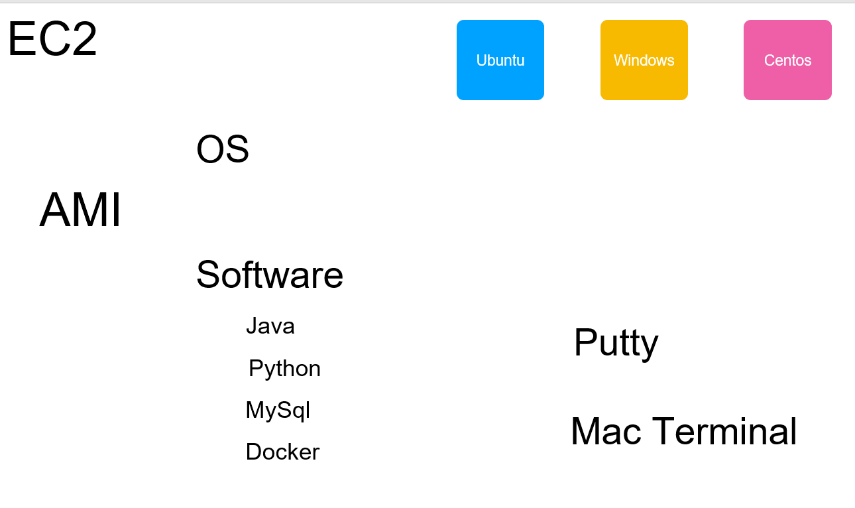 EC2
Ubuntu
Windows
Centos
OS
AMI
Software
Java
Python
MySql
Docker
Putty
Mac Terminal